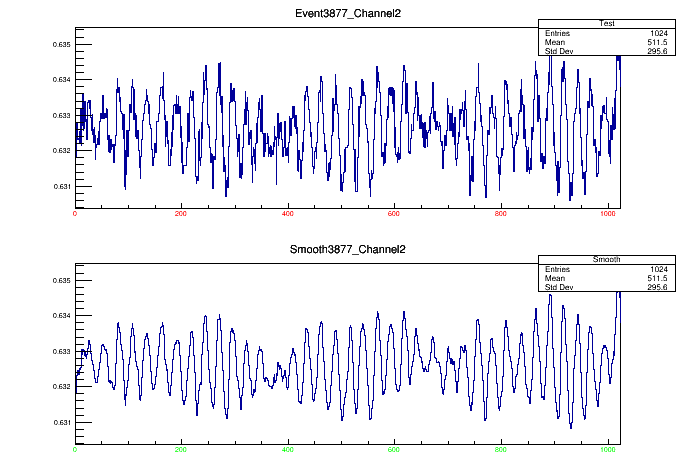 Event3877_Channel2
Test
Entries 1024
Mean 511.5
Std Dev 295.6
0.635
0.634
0.633
0.632
0.631
0 200 400 600 800 1000
Smooth3877_Channel2
Smooth
Entries 1024
Mean 511.5
Std Dev 295.6
0.635
0.634
0.633
0.632
0.631
0 200 400 600 800 1000